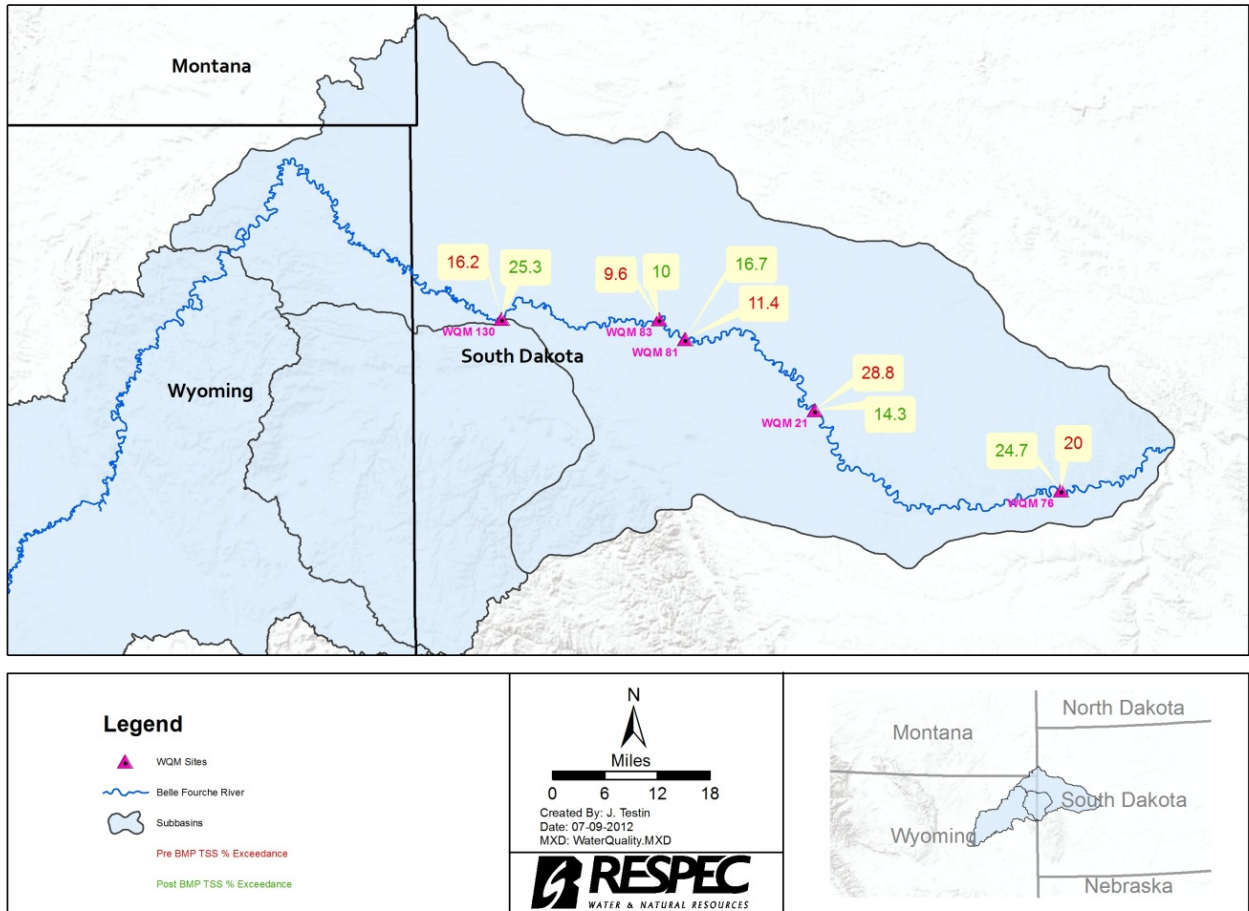 Montana
16.2
25.3
9.6
10
16.7
11.4
WQM 130
WQM 83
WQM 81
South Dakota
Wyoming
28.8
14.3
WQM 21
24.7
20
WQM 76
Legend
WQM Sites
Belle Fourche River
Subbasins
Pre BMP TSS % Exceedance
Post BMP TSS % Exceedance
N
Miles
0 6 12 18
Created By: J. Testin
Date: 07-09-2012
MXD: WaterQuality.MXD
RESPEC
WATER & NATURAL RESOURCES
North Dakota
Montana
South Dakota
Wyoming
Nebraska